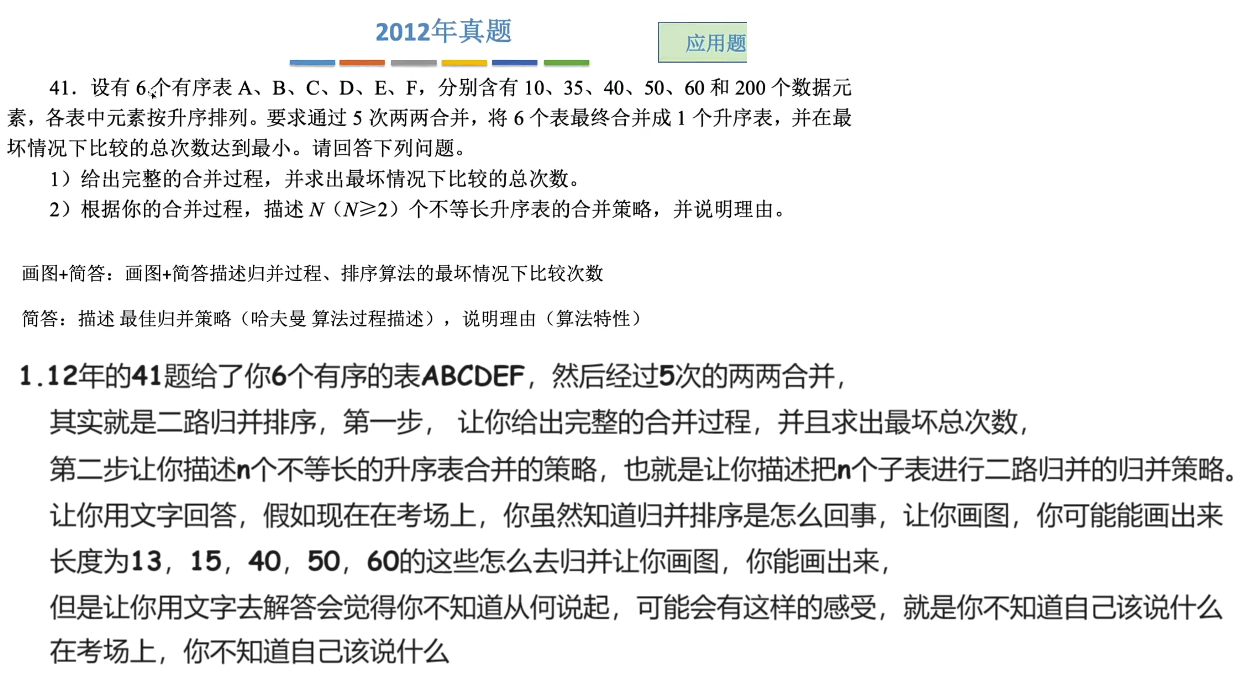 2012年真题
应用题
41．设有 6 个有序表 A、B、C、D、E、F，分别含有 10、35、40、50、60 和 200 个数据元
素，各表中元素按升序排列。要求通过 5 次两两合并，将 6 个表最终合并成 1 个升序表，并在最
坏情况下比较的总次数达到最小。请回答下列问题。
1）给出完整的合并过程，并求出最坏情况下比较的总次数。
2）根据你的合并过程，描述 N（N≥2）个不等长升序表的合并策略，并说明理由。
画图+简答：画图+简答描述归并过程、排序算法的最坏情况下比较次数
简答：描述 最佳归并策略（哈夫曼 算法过程描述），说明理由（算法特性）
1.12年的41题给了你6个有序的表ABCDEF，然后经过5次的两两合并，
其实就是二路归并排序，第一步， 让你给出完整的合并过程，并且求出最坏总次数，
第二步让你描述n个不等长的升序表合并的策略，也就是让你描述把n个子表进行二路归并的归并策略。
让你用文字回答，假如现在在考场上，你虽然知道归并排序是怎么回事，让你画图，你可能能画出来
长度为13，15，40，50，60的这些怎么去归并让你画图，你能画出来，
但是让你用文字去解答会觉得你不知道从何说起，可能会有这样的感受，就是你不知道自己该说什么
在考场上，你不知道自己该说什么